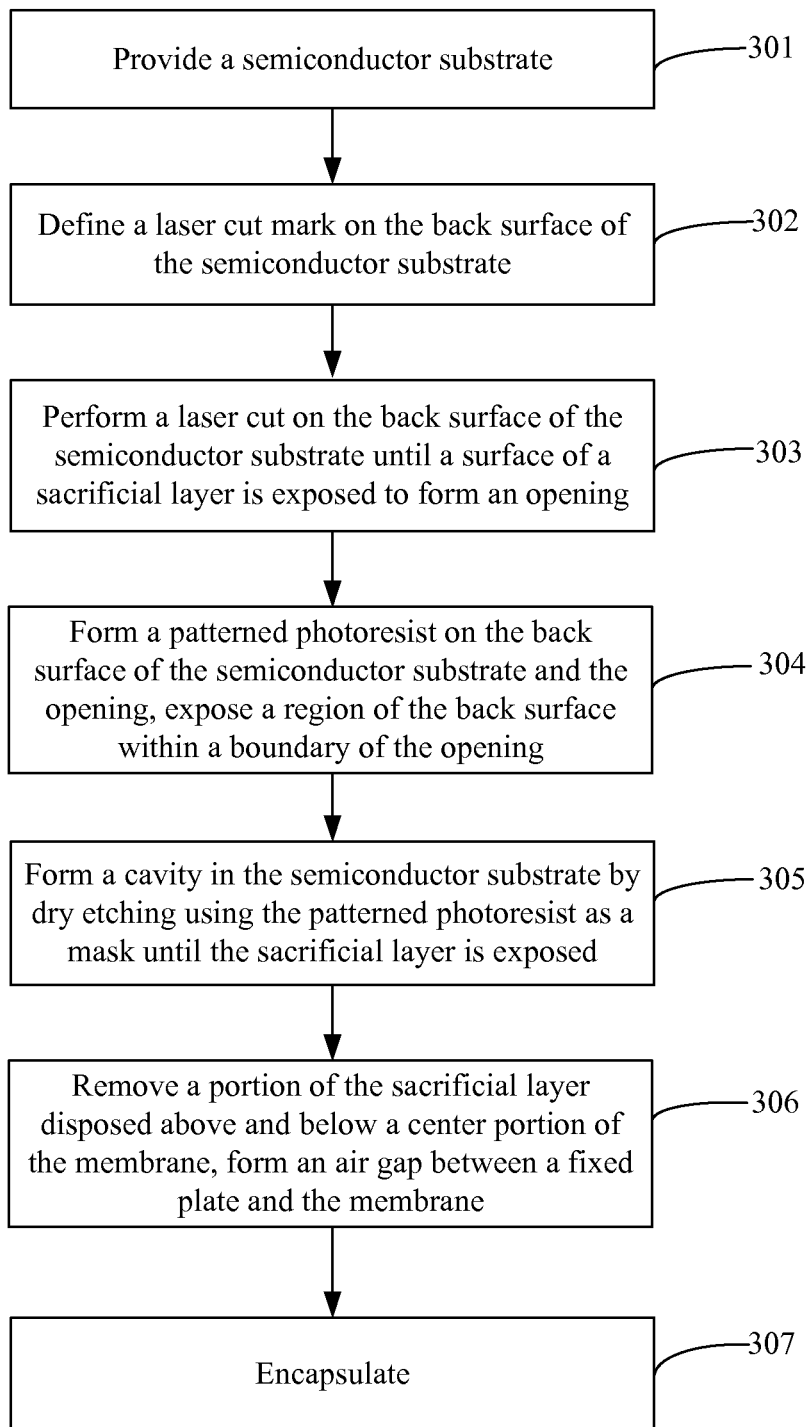 Provide a semiconductor substrate
301
Define a laser cut mark on the back surface of
the semiconductor substrate
302
Perform a laser cut on the back surface of the
semiconductor substrate until a surface of a
sacrificial layer is exposed to form an opening
303
Form a patterned photoresist on the back
surface of the semiconductor substrate and the
opening, expose a region of the back surface
within a boundary of the opening
304
Form a cavity in the semiconductor substrate by
dry etching using the patterned photoresist as a
mask until the sacrificial layer is exposed
305
Remove a portion of the sacrificial layer
disposed above and below a center portion of
the membrane, form an air gap between a fixed
plate and the membrane
306
Encapsulate
307